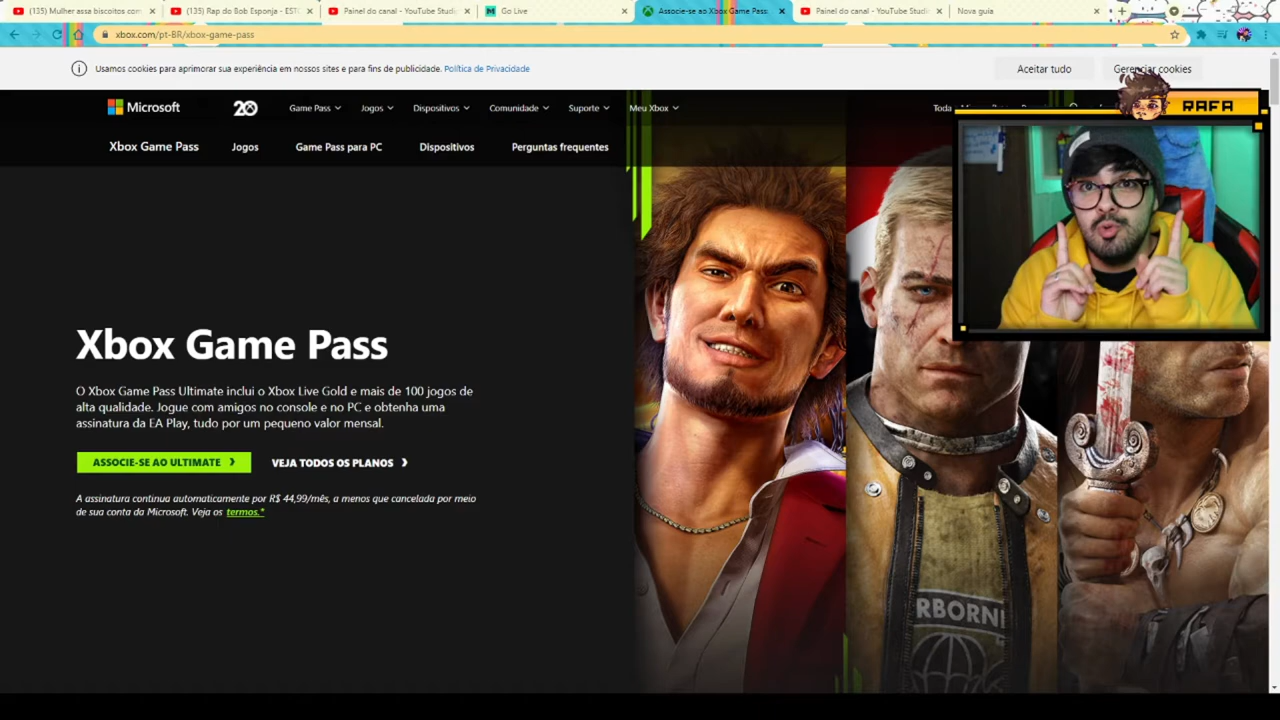 (135) Mulher assa biscoitos com
(135) Rap do Bob Esponja - EST
Painel do canal - YouTube Studi
Go Live
Associe-se ao Xbox Game Pass:
Painel do canal - YouTube Studi
Nova guia
xbox.com/pt-BR/xbox-game-pass
Usamos cookies para aprimorar sua experiência em nossos sites e para fins de publicidade. Política de Privacidade
Aceitar tudo
Gerenciar cookies
Microsoft
20
Game Pass
Jogos
Dispositivos
Comunidade
Suporte
Meu Xbox
Toda
RAFA
Xbox Game Pass
Jogos
Game Pass para PC
Dispositivos
Perguntas frequentes
Xbox Game Pass
O Xbox Game Pass Ultimate inclui o Xbox Live Gold e mais de 100 jogos de
alta qualidade. Jogue com amigos no console e no PC e obtenha uma
assinatura da EA Play, tudo por um pequeno valor mensal.
ASSOCIE-SE AO ULTIMATE
VEJA TODOS OS PLANOS
A assinatura continua automaticamente por R$ 44,99/mês, a menos que cancelada por meio
de sua conta da Microsoft. Veja os termos.*
RBORN